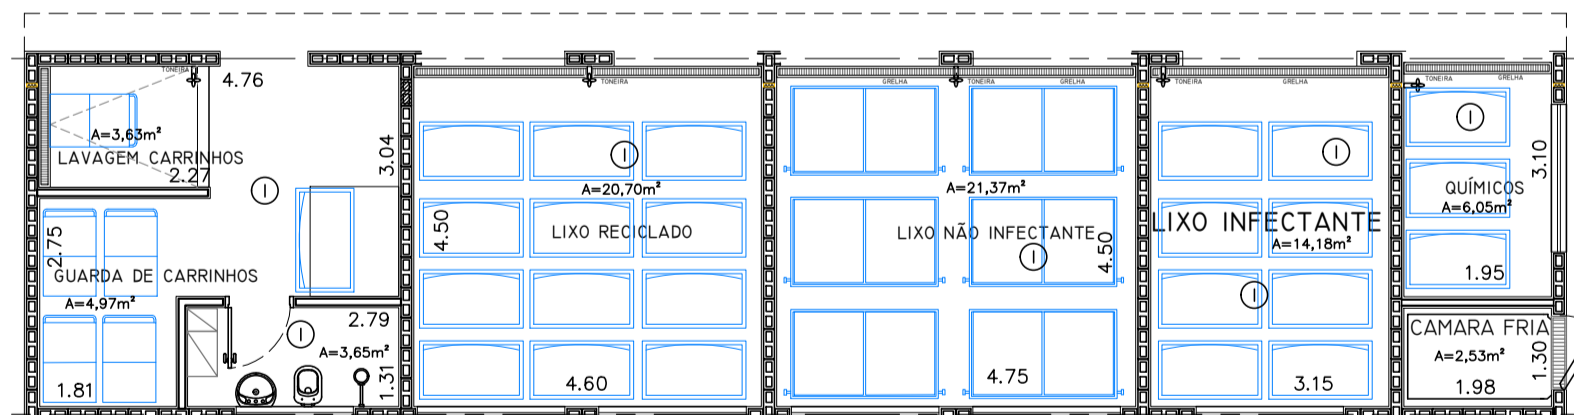 TONEIRA
4.76
A=3,63m²
LAVAGEM CARRINHOS
2.27
3.04
I
2.75
GUARDA DE CARRINHOS
A=4,97m²
1.81
2.79
I
A=3,65m²
1.31
TONEIRA
I
A=20,70m²
4.50
LIXO RECICLADO
4.60
GRELHA
TONEIRA
GRELHA
A=21,37m²
LIXO NÃO INFECTANTE
I
4.50
4.75
TONEIRA
GRELHA
I
LIXO INFECTANTE
A=14,18m²
I
3.15
TONEIRA
GRELHA
I
3.10
QUÍMICOS
A=6,05m²
1.95
CAMARA FRIA
A=2,53m²
1.30
1.98